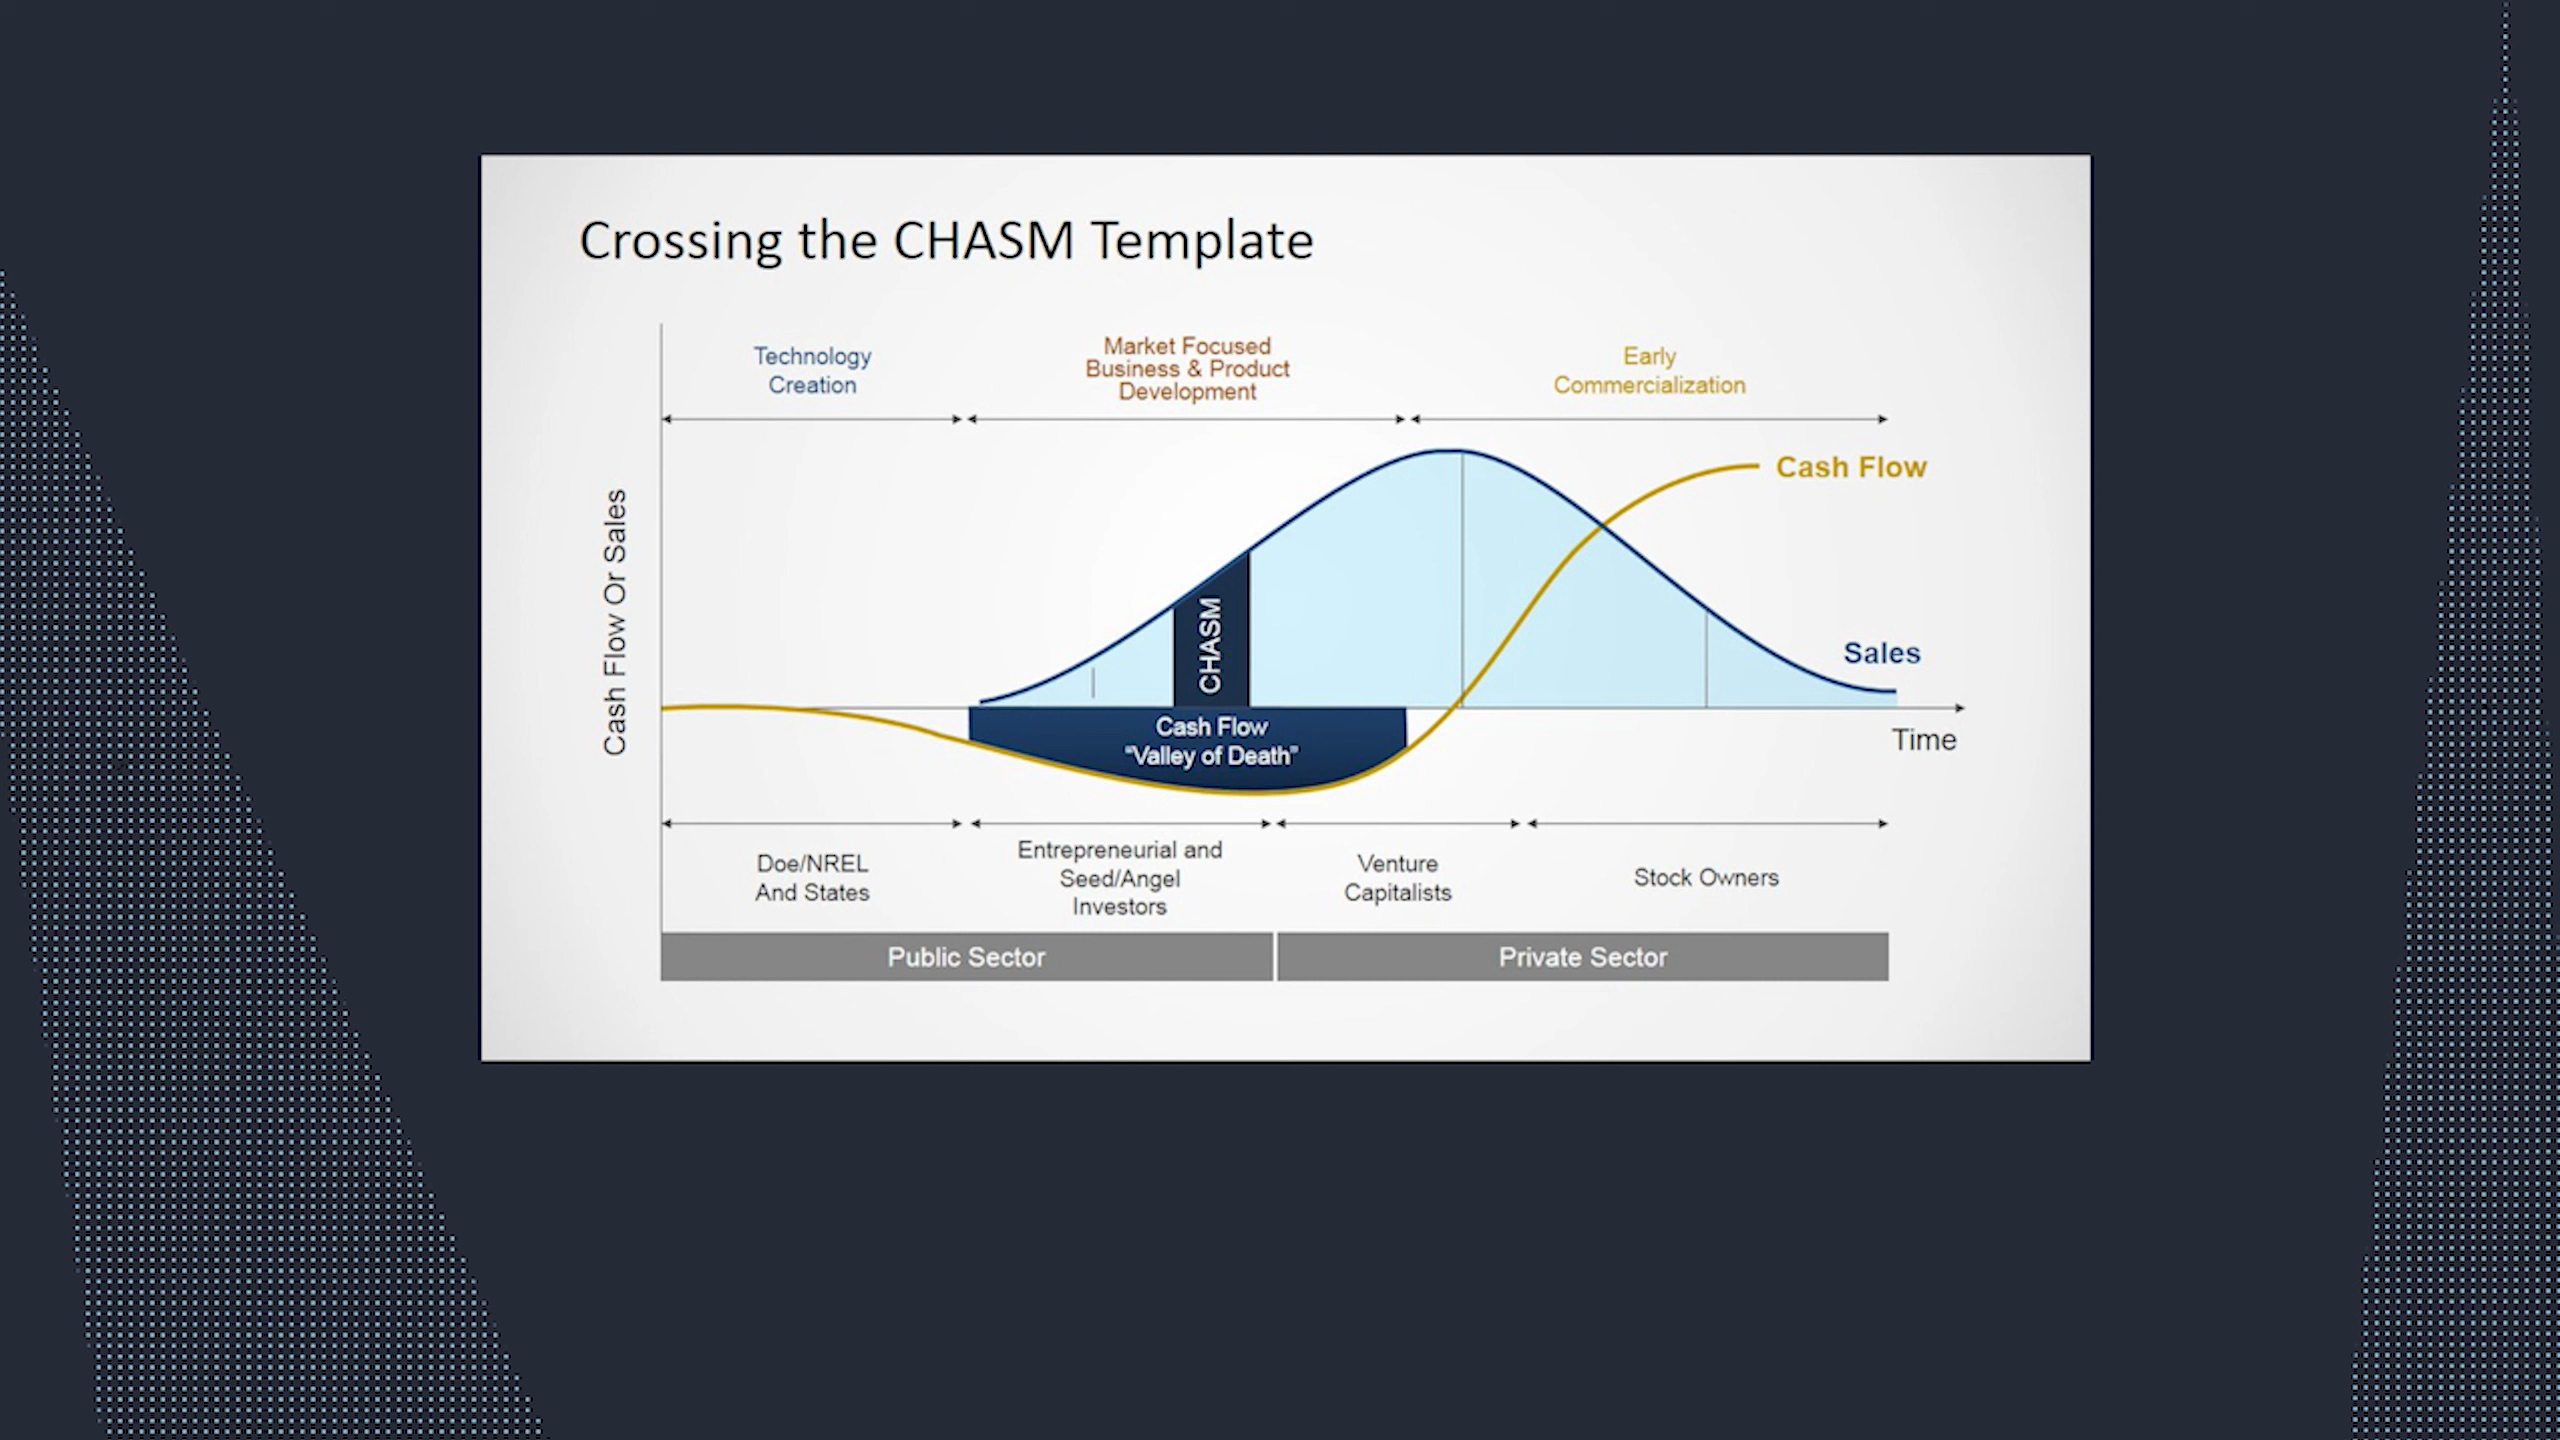 Crossing the CHASM Template
Technology
Creation
Market Focused
Business & Product
Development
Early
Commercialization
Cash Flow
Cash Flow Or Sales
CHASM
Sales
Cash Flow
“Valley of Death”
Time
Doe/NREL
And States
Entrepreneurial and
Seed/Angel
Investors
Venture
Capitalists
Stock Owners
Public Sector
Private Sector